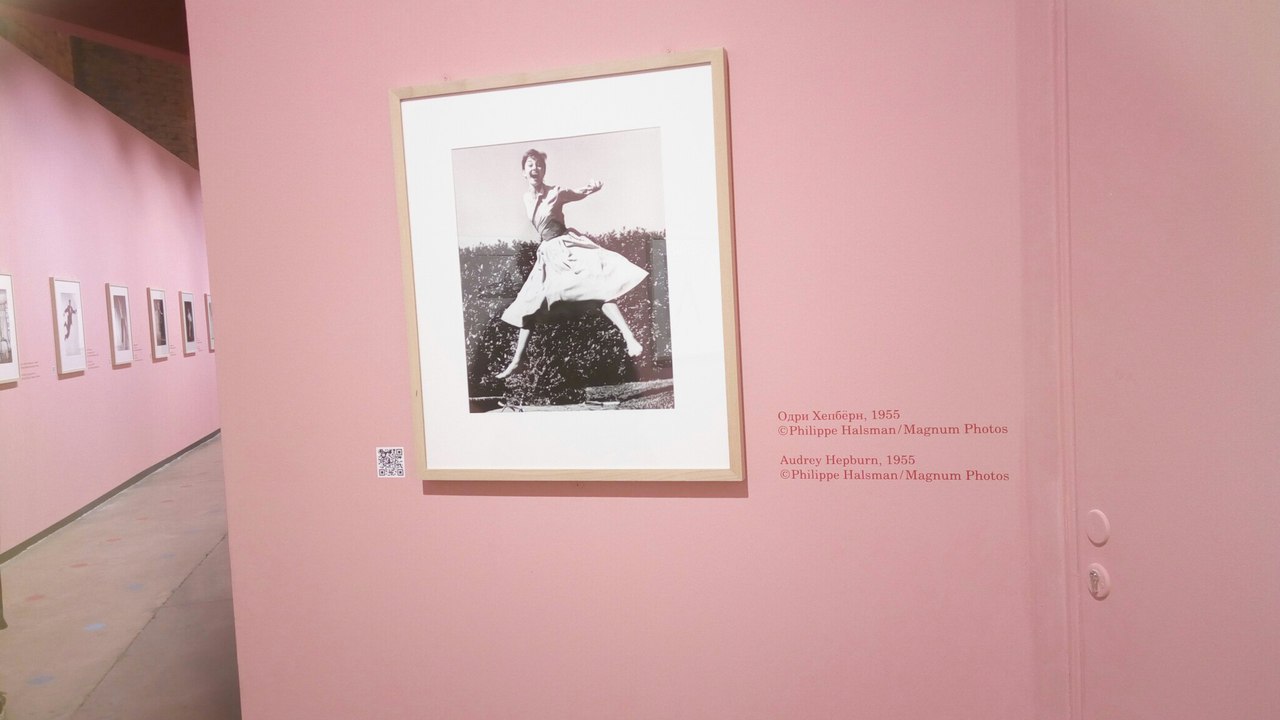 Одри Хепбёрн, 1955
©Philippe Halsman/Magnum Photos
Audrey Hepburn, 1955
©Philippe Halsman/Magnum Photos